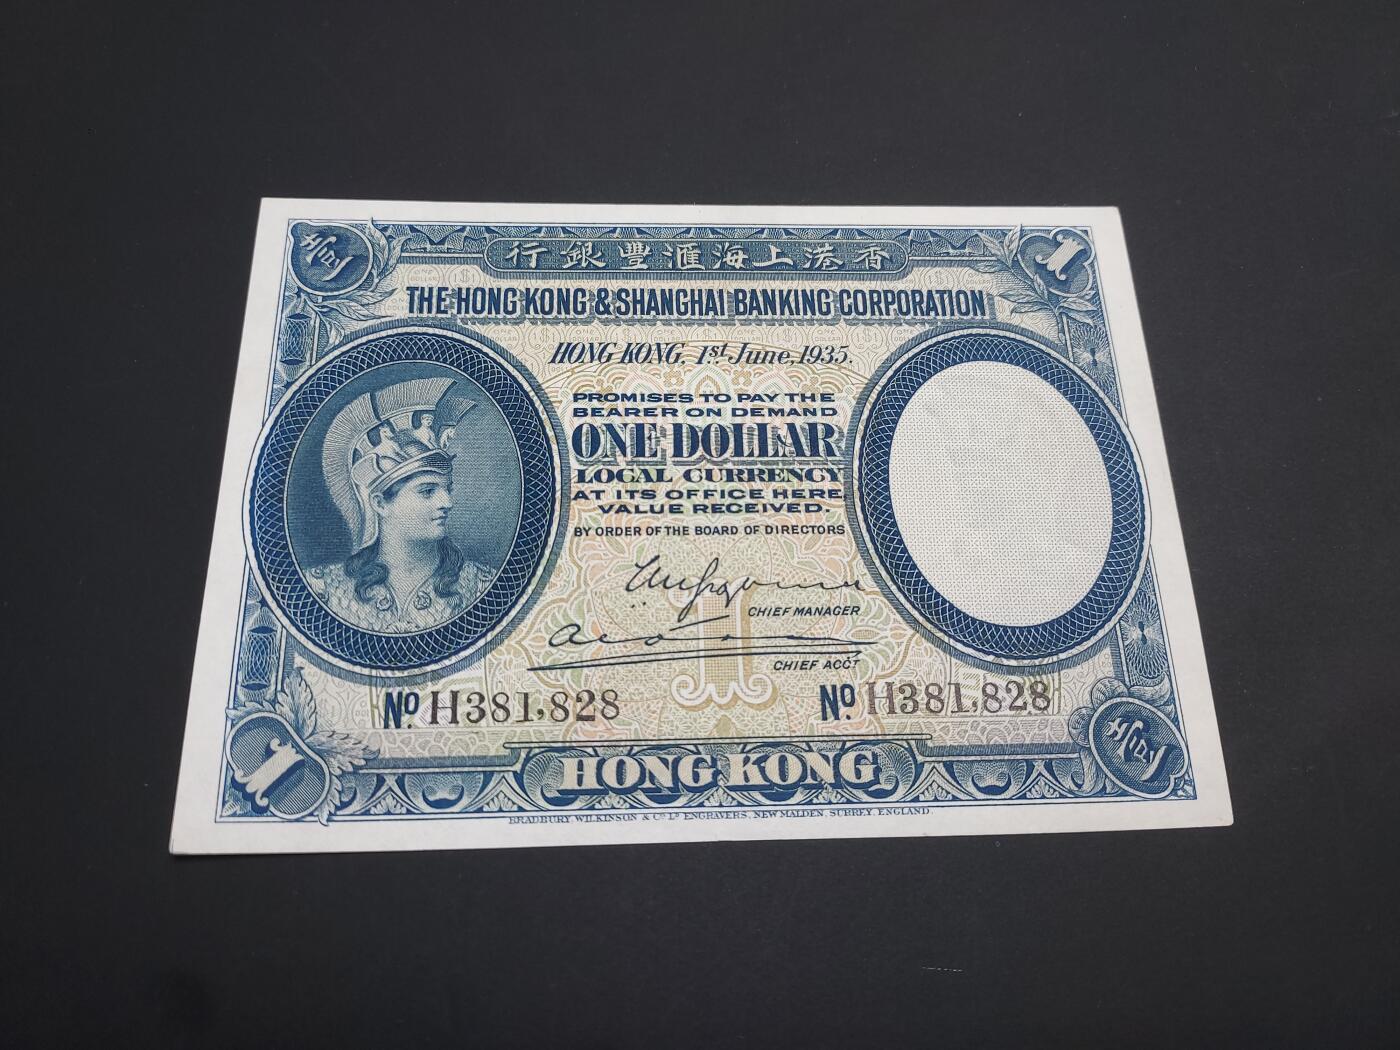 行銀豐滙海上港香
1
THE HONG KONG & SHANGHAI BANKING CORPORATION
HONG KONG, 1st June, 1935.
PROMISES TO PAY THE
BEARER ON DEMAND
ONE DOLLAR
LOCAL CURRENCY
AT ITS OFFICE HERE,
VALUE RECEIVED.
BY ORDER OF THE BOARD OF DIRECTORS
CHIEF MANAGER
CHIEF ACCT
No. H381,828
No. H381,828
1
1
HONG KONG
BRADBURY WILKINSON & Co. Ld. ENGRAVERS, NEW MALDEN, SURREY, ENGLAND.